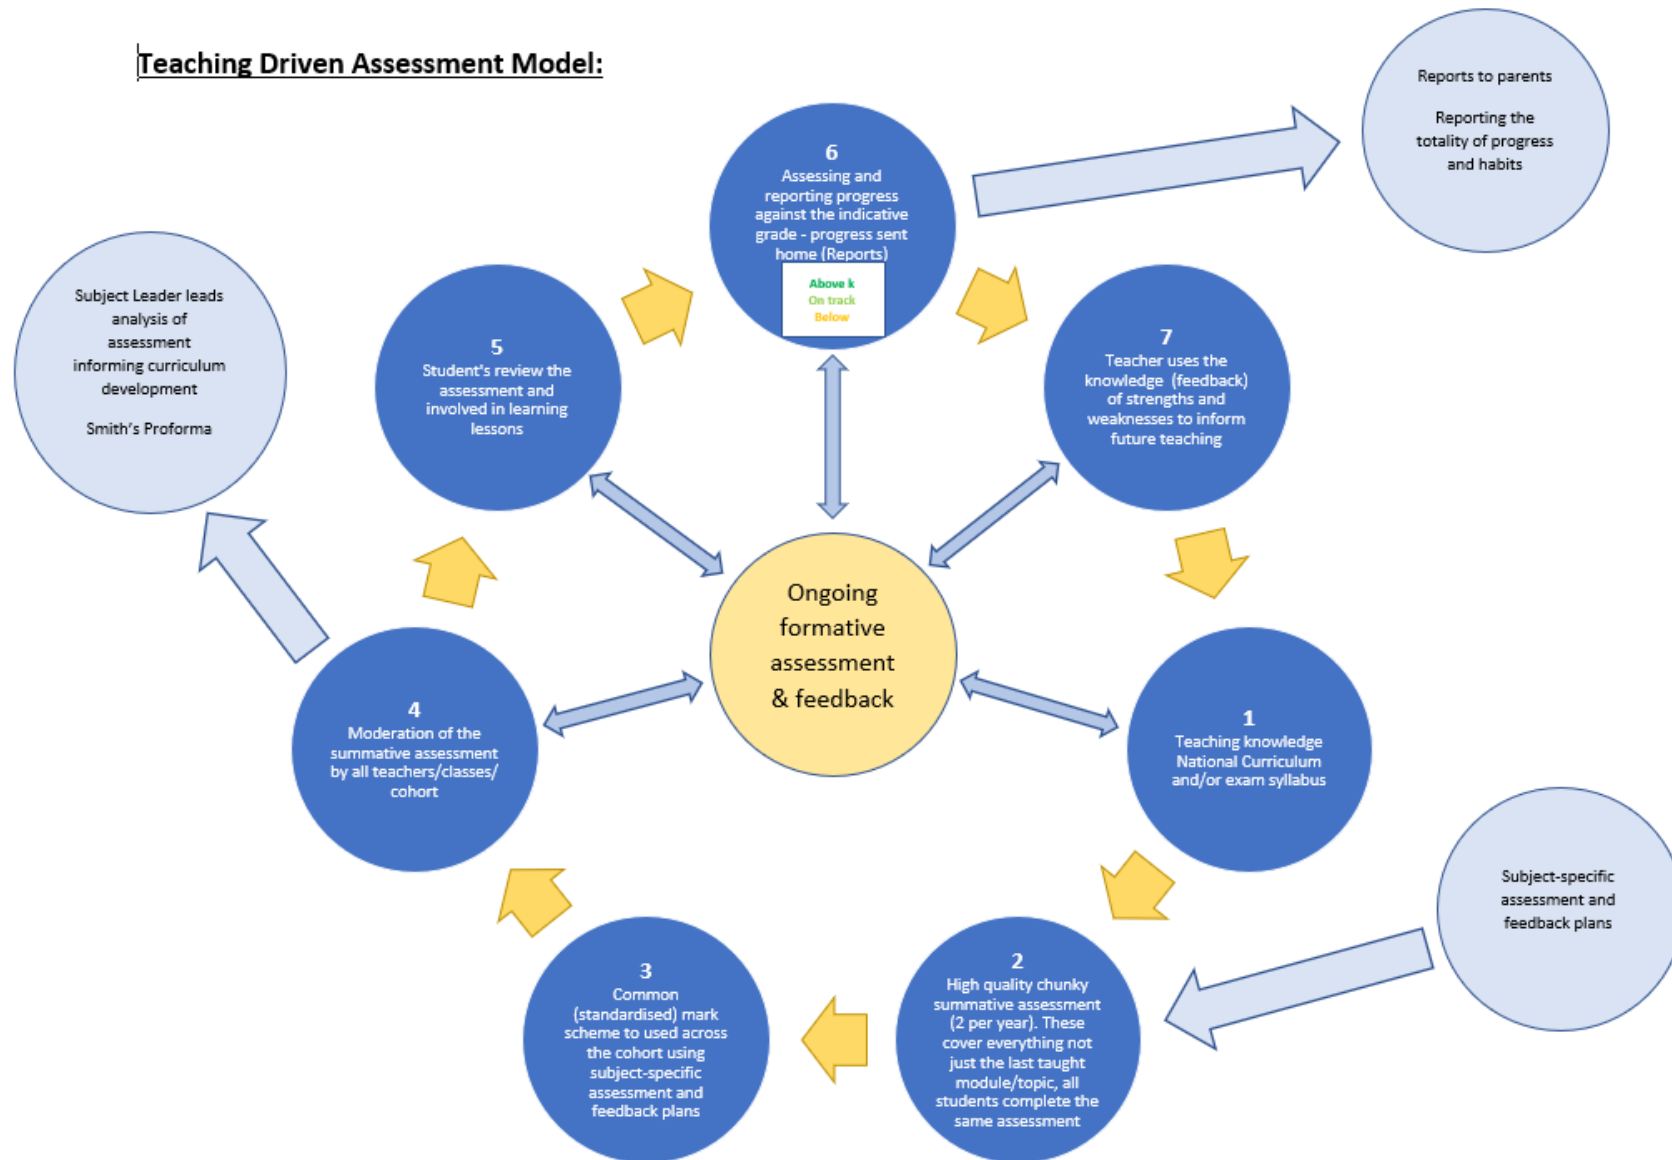 Teaching Driven Assessment Model:
Reports to parents
Reporting the
totality of progress
and habits
6
Assessing and
reporting progress
against the indicative
grade - progress sent
home (Reports)
Above k
On track
Below
Subject Leader leads
analysis of
assessment
informing curriculum
development
Smith's Proforma
5
Student's review the
assessment and
involved in learning
lessons
7
Teacher uses the
knowledge (feedback)
of strengths and
weaknesses to inform
future teaching
Ongoing
formative
assessment
& feedback
4
Moderation of the
summative assessment
by all teachers/classes/
cohort
1
Teaching knowledge
National Curriculum
and/or exam syllabus
Subject-specific
assessment and
feedback plans
3
Common
(standardised) mark
scheme to used across
the cohort using
subject-specific
assessment and
feedback plans
2
High quality chunky
summative assessment
(2 per year). These
cover everything not
just the last taught
module/topic, all
students complete the
same assessment